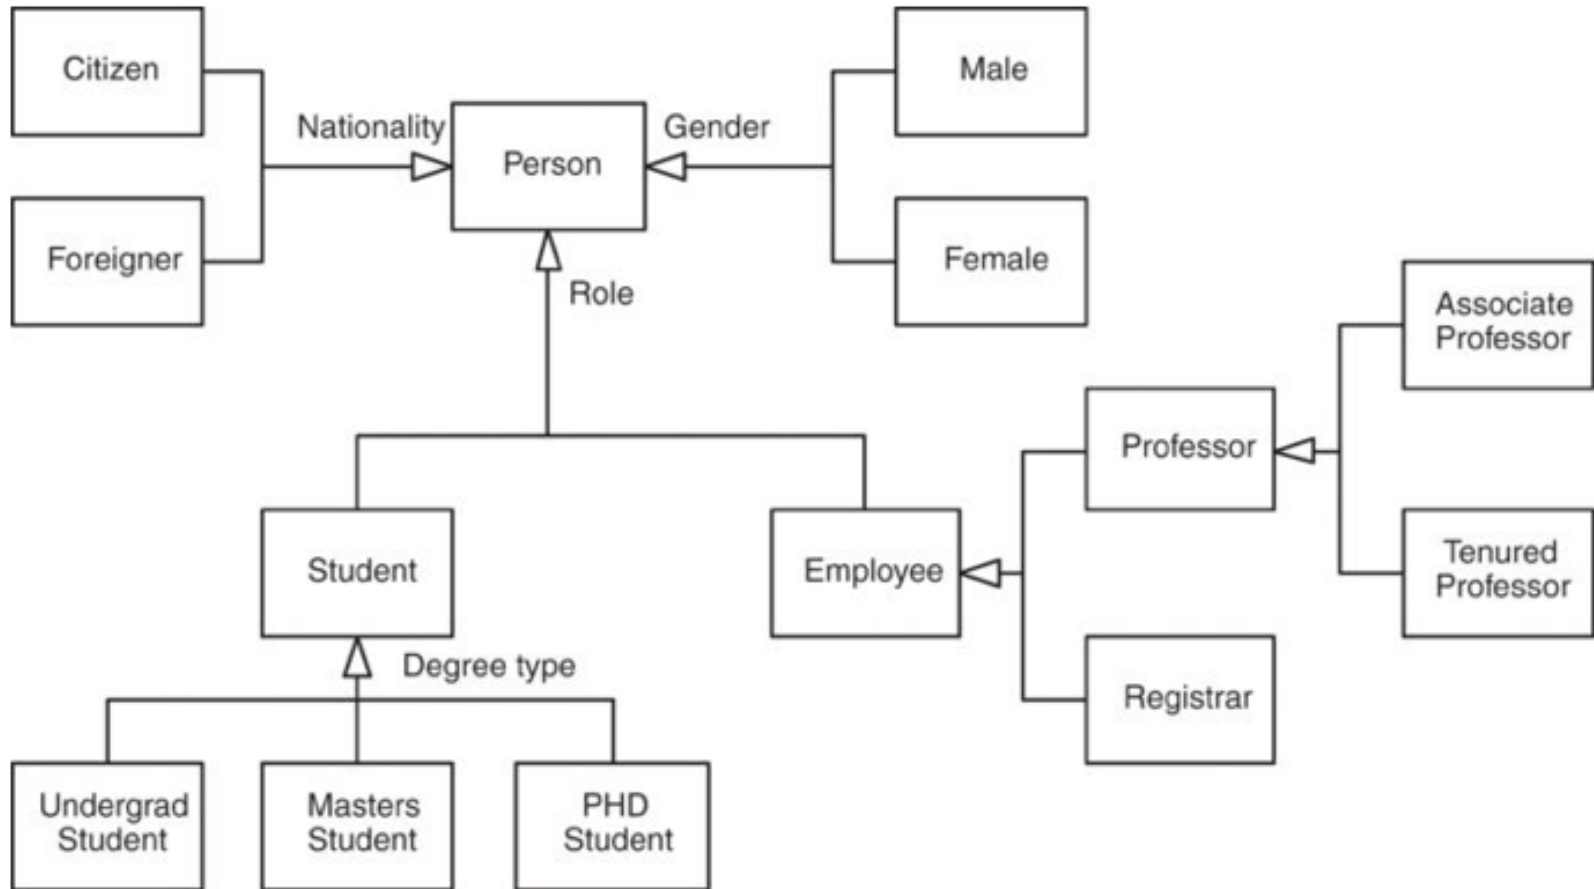 Citizen
Male
Nationality
Gender
Person
Foreigner
Female
Role
Associate
Professor
Professor
Student
Employee
Tenured
Professor
Degree type
Registrar
Undergrad
Student
Masters
Student
PHD
Student